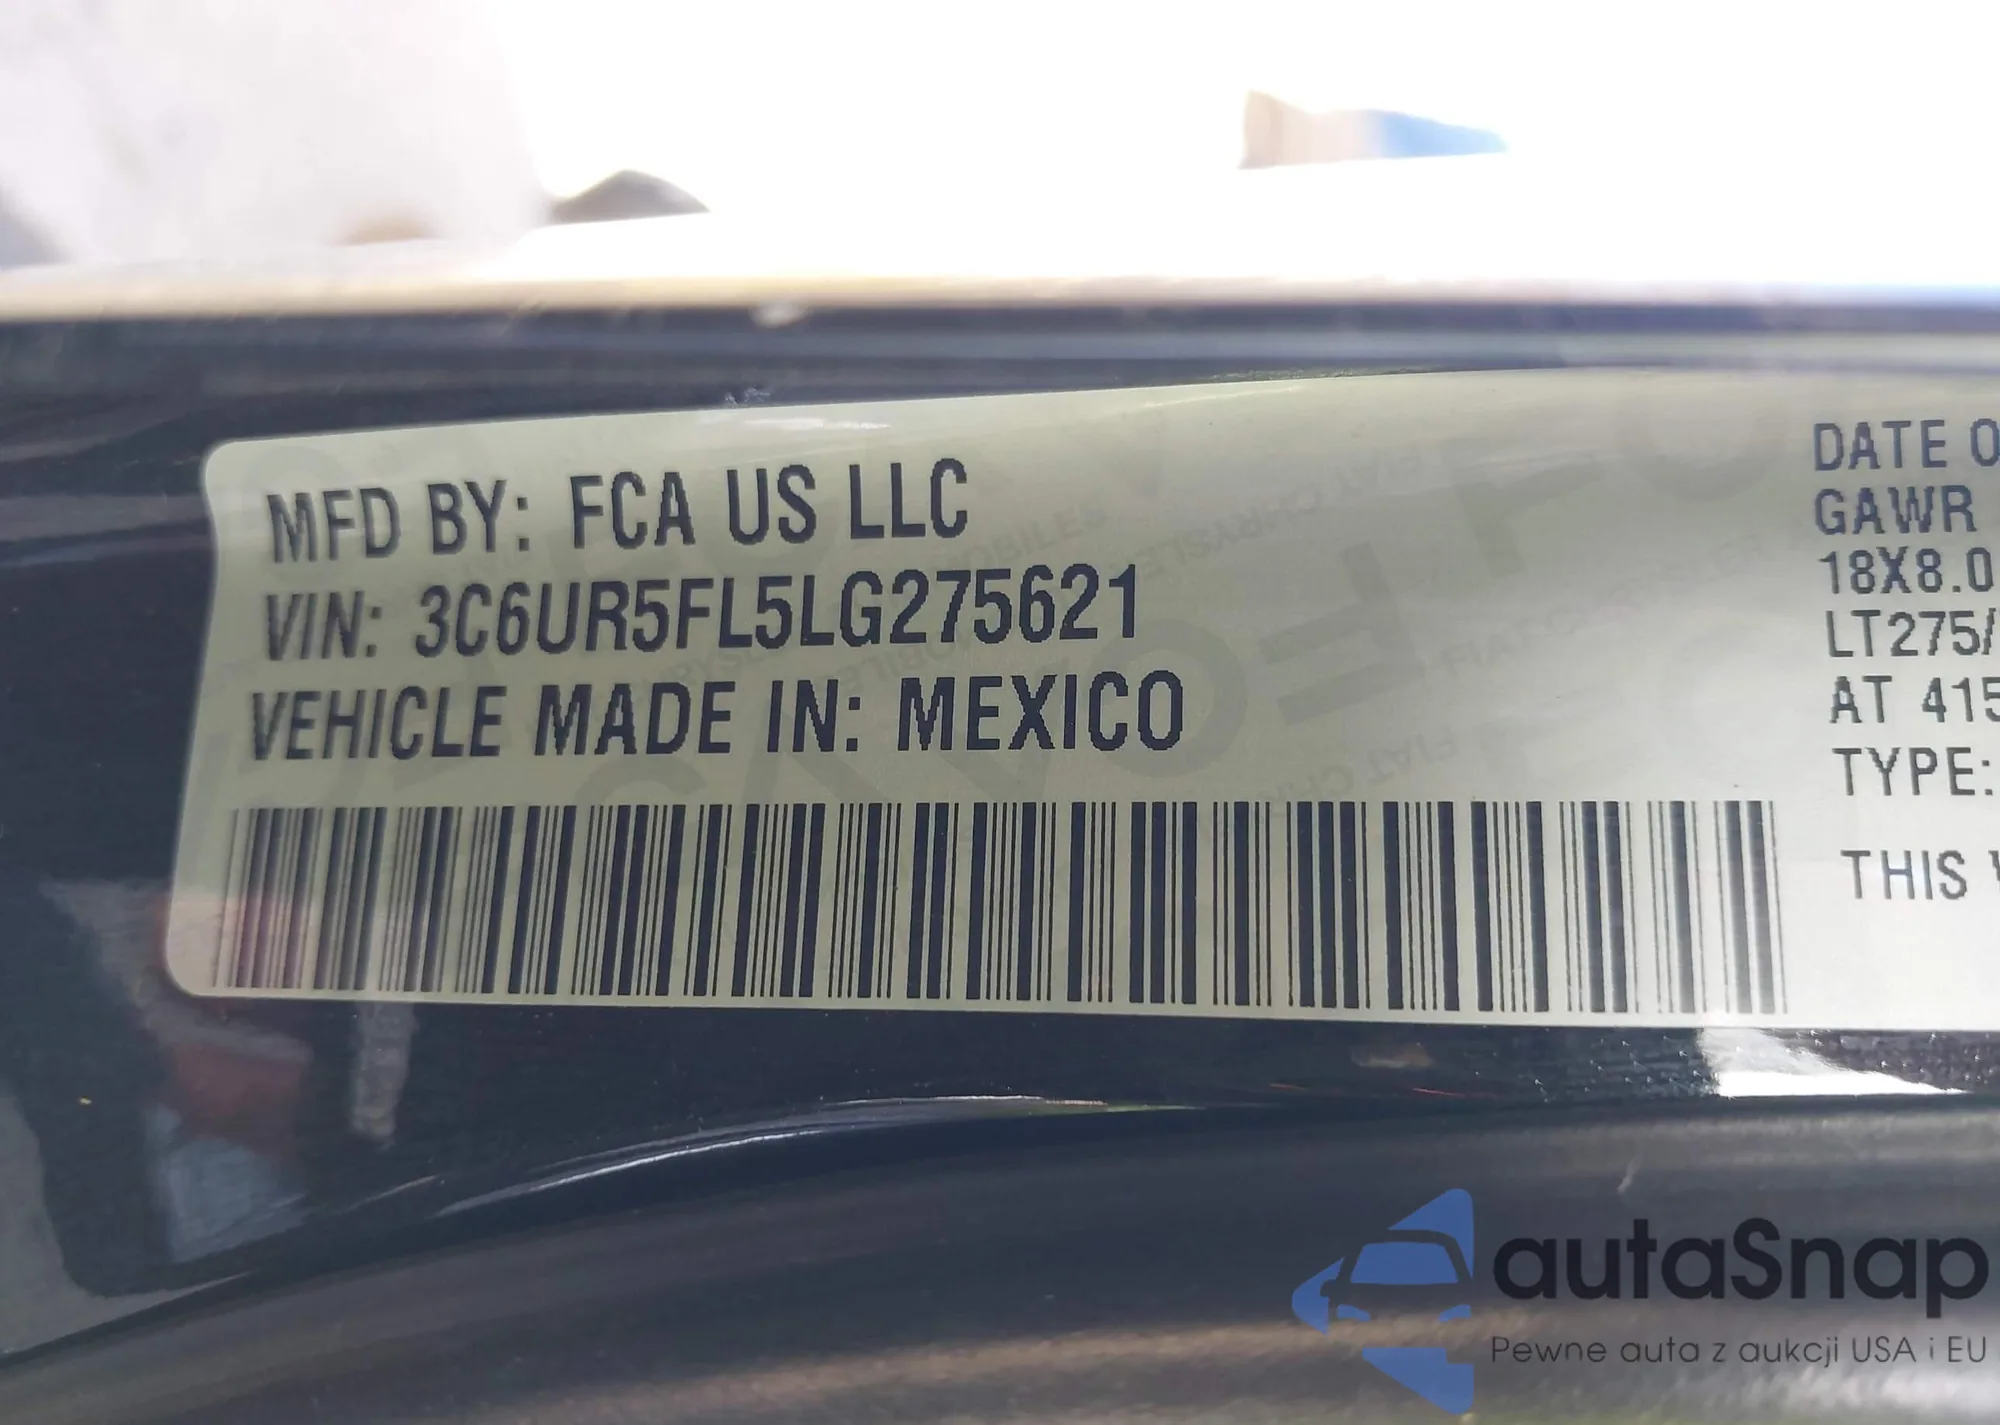 MFD BY: FCA US LLC
VIN: 3C6UR5FL5LG275621
VEHICLE MADE IN: MEXICO
DATE O
GAWR
18X8.0
LT275/
AT 415
TYPE:
THIS
autaSnap
Pewne auta z aukcji USA i EU